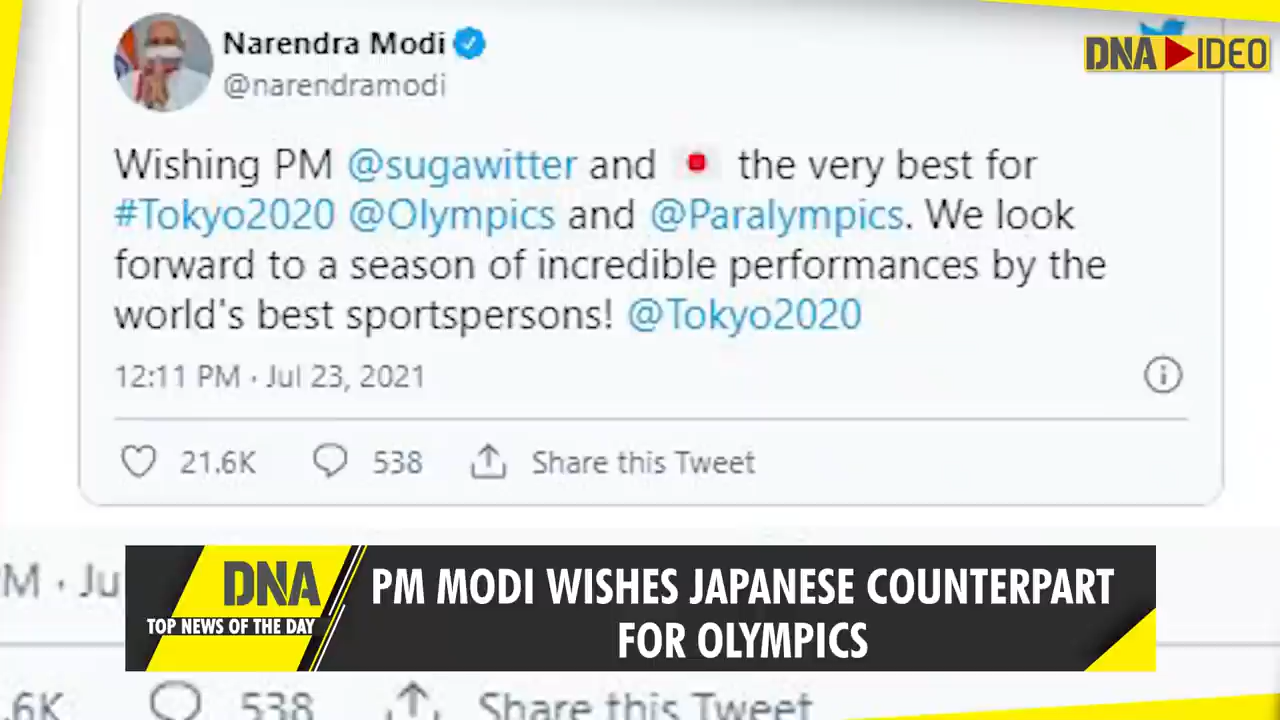 Narendra Modi
@narendramodi
DNA VIDEO
Wishing PM @sugawitter and 🇯🇵 the very best for
#Tokyo2020 @Olympics and @Paralympics. We look
forward to a season of incredible performances by the
world's best sportspersons! @Tokyo2020
12:11 PM · Jul 23, 2021
21.6K 538 Share this Tweet
M · Ju
DNA
TOP NEWS OF THE DAY
PM MODI WISHES JAPANESE COUNTERPART
FOR OLYMPICS
.6K 538 Share this Tweet